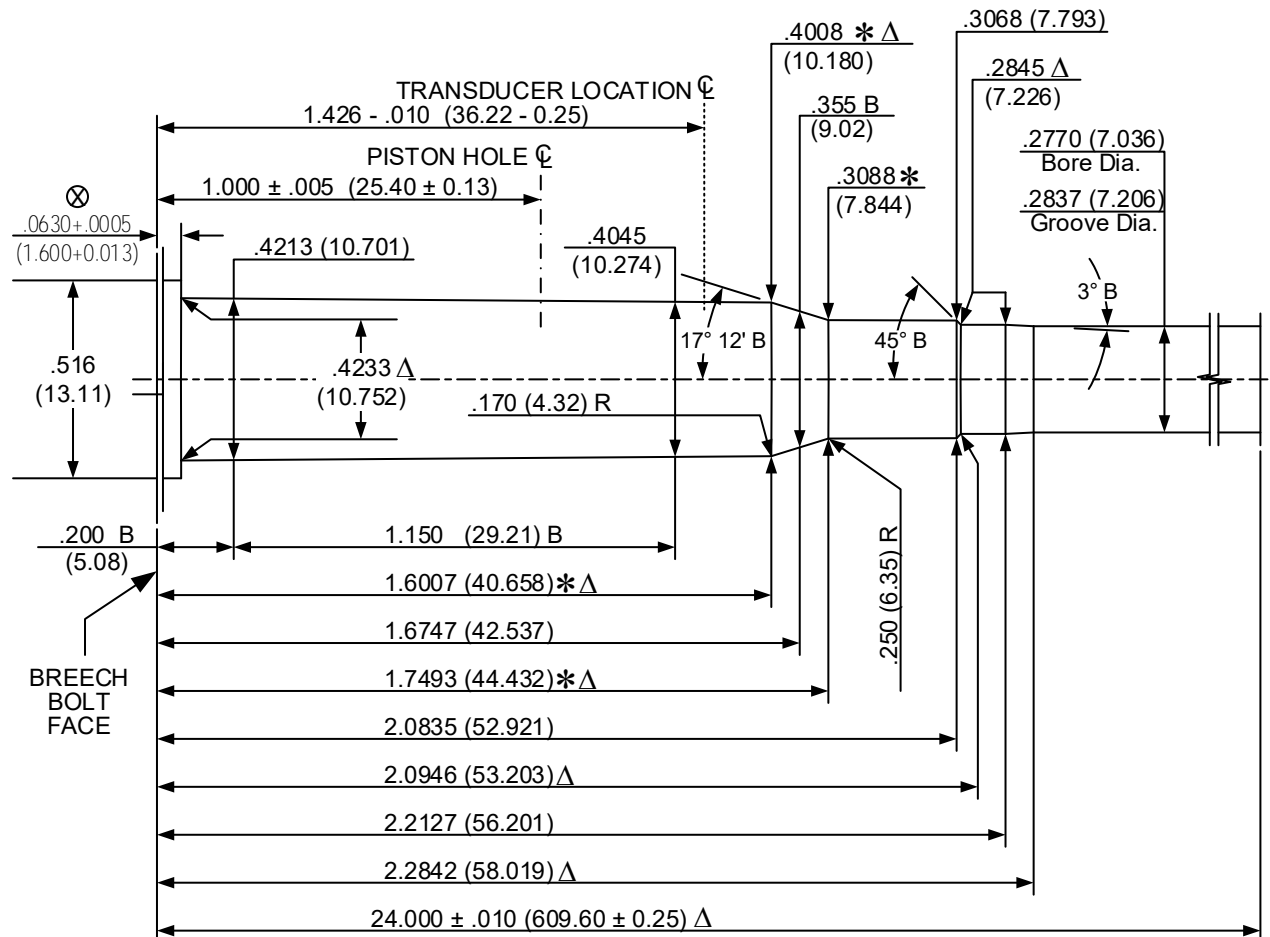 .4008 ✻ Δ
(10.180)
.3068 (7.793)
.2845 Δ
(7.226)
TRANSDUCER LOCATION ℄
1.426 - .010 (36.22 - 0.25)
.355 B
(9.02)
.2770 (7.036)
Bore Dia.
.2837 (7.206)
Groove Dia.
PISTON HOLE ℄
1.000 ± .005 (25.40 ± 0.13)
.3088 ✻
(7.844)
⊗
.0630+.0005
(1.600+0.013)
.4213 (10.701)
.4045
(10.274)
3° B
17° 12' B
45° B
.516
(13.11)
.4233 Δ
(10.752)
.170 (4.32) R
.200 B
(5.08)
1.150 (29.21) B
.250 (6.35) R
1.6007 (40.658) ✻ Δ
1.6747 (42.537)
BREECH
BOLT
FACE
1.7493 (44.432) ✻ Δ
2.0835 (52.921)
2.0946 (53.203) Δ
2.2127 (56.201)
2.2842 (58.019) Δ
24.000 ± .010 (609.60 ± 0.25) Δ